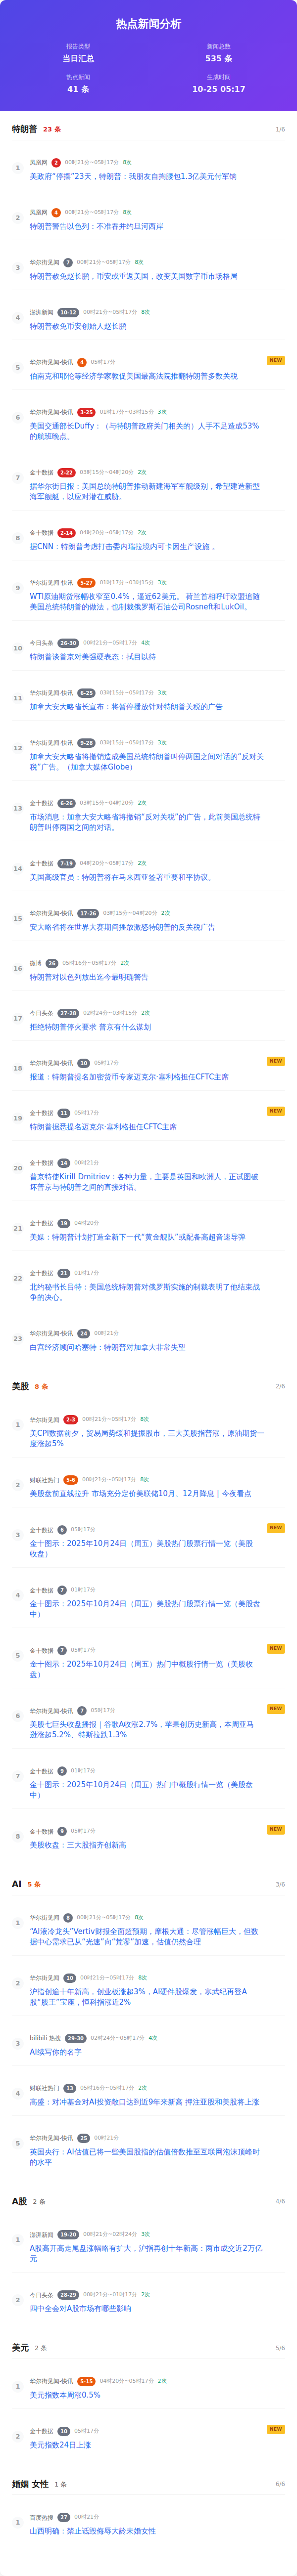 热点新闻分析
报告类型
当日汇总
新闻总数
535 条
热点新闻
41 条
生成时间
10-25 05:17
特朗普 23 条 1/6
1
凤凰网 2 00时21分~05时17分 8次
美政府“停摆”23天，特朗普：我朋友自掏腰包1.3亿美元付军饷
2
凤凰网 4 00时21分~05时17分 8次
特朗普警告以色列：不准吞并约旦河西岸
3
华尔街见闻 7 00时21分~05时17分 8次
特朗普赦免赵长鹏，币安或重返美国，改变美国数字币市场格局
4
澎湃新闻 10-12 00时21分~05时17分 8次
特朗普赦免币安创始人赵长鹏
5
华尔街见闻-快讯 4 05时17分 NEW
伯南克和耶伦等经济学家敦促美国最高法院推翻特朗普多数关税
6
华尔街见闻-快讯 3-25 01时17分~03时15分 3次
美国交通部长Duffy：（与特朗普政府关门相关的）人手不足造成53%
的航班晚点。
7
金十数据 2-22 03时15分~04时20分 2次
据华尔街日报：美国总统特朗普推动新建海军军舰级别，希望建造新型
海军舰艇，以应对潜在威胁。
8
金十数据 2-14 04时20分~05时17分 2次
据CNN：特朗普考虑打击委内瑞拉境内可卡因生产设施 。
9
华尔街见闻-快讯 5-27 01时17分~03时15分 3次
WTI原油期货涨幅收窄至0.4%，逼近62美元。 荷兰首相呼吁欧盟追随
美国总统特朗普的做法，也制裁俄罗斯石油公司Rosneft和LukOil。
10
今日头条 26-30 00时21分~05时17分 4次
特朗普谈普京对美强硬表态：拭目以待
11
华尔街见闻-快讯 6-25 03时15分~05时17分 3次
加拿大安大略省长宣布：将暂停播放针对特朗普关税的广告
12
华尔街见闻-快讯 9-28 03时15分~05时17分 3次
加拿大安大略省将撤销造成美国总统特朗普叫停两国之间对话的“反对关
税”广告。（加拿大媒体Globe）
13
金十数据 6-26 03时15分~04时20分 2次
市场消息：加拿大安大略省将撤销“反对关税”的广告，此前美国总统特
朗普叫停两国之间的对话。
14
金十数据 7-19 04时20分~05时17分 2次
美国高级官员：特朗普将在马来西亚签署重要和平协议。
15
华尔街见闻-快讯 17-26 03时15分~04时20分 2次
安大略省将在世界大赛期间播放激怒特朗普的反关税广告
16
微博 26 05时16分~05时17分 2次
特朗普对以色列放出迄今最明确警告
17
今日头条 27-28 02时24分~03时15分 2次
拒绝特朗普停火要求 普京有什么谋划
18
华尔街见闻-快讯 10 05时17分 NEW
报道：特朗普提名加密货币专家迈克尔·塞利格担任CFTC主席
19
金十数据 11 05时17分 NEW
特朗普据悉提名迈克尔·塞利格担任CFTC主席
20
金十数据 14 00时21分
普京特使Kirill Dmitriev：各种力量，主要是英国和欧洲人，正试图破
坏普京与特朗普之间的直接对话。
21
金十数据 19 04时20分
美媒：特朗普计划打造全新下一代“黄金舰队”或配备高超音速导弹
22
金十数据 21 01时17分
北约秘书长吕特：美国总统特朗普对俄罗斯实施的制裁表明了他结束战
争的决心。
23
华尔街见闻-快讯 24 00时21分
白宫经济顾问哈塞特：特朗普对加拿大非常失望
美股 8 条 2/6
1
华尔街见闻 2-3 00时21分~05时17分 8次
美CPI数据前夕，贸易局势缓和提振股市，三大美股指普涨，原油期货一
度涨超5%
2
财联社热门 5-6 00时21分~05时17分 8次
美股盘前直线拉升 市场充分定价美联储10月、12月降息 | 今夜看点
3
金十数据 6 05时17分 NEW
金十图示：2025年10月24日（周五）美股热门股票行情一览（美股
收盘）
4
金十数据 7 01时17分
金十图示：2025年10月24日（周五）美股热门股票行情一览（美股盘
中）
5
金十数据 7 05时17分 NEW
金十图示：2025年10月24日（周五）热门中概股行情一览（美股收
盘）
6
华尔街见闻-快讯 7 05时17分 NEW
美股七巨头收盘播报 | 谷歌A收涨2.7%，苹果创历史新高，本周亚马
逊涨超5.2%、特斯拉跌1.3%
7
金十数据 9 01时17分
金十图示：2025年10月24日（周五）热门中概股行情一览（美股盘
中）
8
金十数据 9 05时17分 NEW
美股收盘：三大股指齐创新高
AI 5 条 3/6
1
华尔街见闻 8 00时21分~05时17分 8次
“AI液冷龙头”Vertiv财报全面超预期，摩根大通：尽管涨幅巨大，但数
据中心需求已从“光速”向“荒谬”加速，估值仍然合理
2
华尔街见闻 10 00时21分~05时17分 8次
沪指创逾十年新高，创业板涨超3%，AI硬件股爆发，寒武纪再登A
股“股王”宝座，恒科指涨近2%
3
bilibili 热搜 29-30 02时24分~05时17分 4次
AI续写你的名字
4
财联社热门 13 05时16分~05时17分 2次
高盛：对冲基金对AI投资敞口达到近9年来新高 押注亚股和美股将上涨
5
华尔街见闻-快讯 25 00时21分
英国央行：AI估值已将一些美国股指的估值倍数推至互联网泡沫顶峰时
的水平
A股 2 条 4/6
1
澎湃新闻 19-20 00时21分~02时24分 3次
A股高开高走尾盘涨幅略有扩大，沪指再创十年新高：两市成交近2万亿
元
2
今日头条 28-29 00时21分~01时17分 2次
四中全会对A股市场有哪些影响
美元 2 条 5/6
1
华尔街见闻-快讯 5-15 04时20分~05时17分 2次
美元指数本周涨0.5%
2
金十数据 10 05时17分 NEW
美元指数24日上涨
婚姻 女性 1 条 6/6
1
百度热搜 27 00时21分
山西明确：禁止诋毁侮辱大龄未婚女性